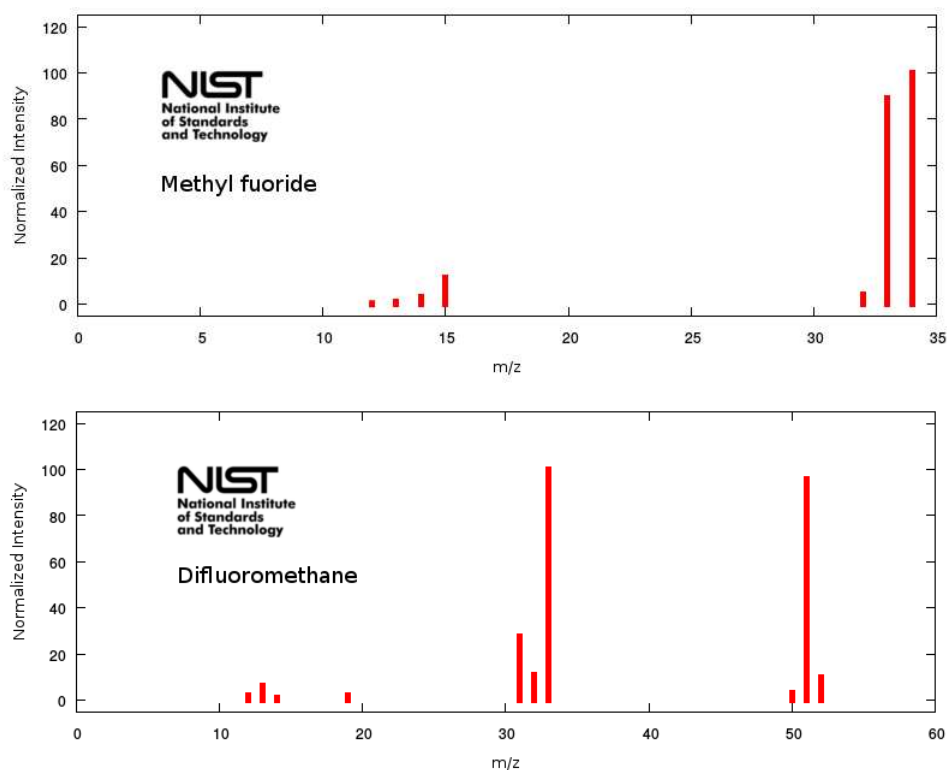 120
100
80
60
40
20
0
Normalized Intensity
NIST
National Institute
of Standards
and Technology
Methyl fuoride
0 5 10 15 20 25 30 35
m/z
120
100
80
60
40
20
0
Normalized Intensity
NIST
National Institute
of Standards
and Technology
Difluoromethane
0 10 20 30 40 50 60
m/z